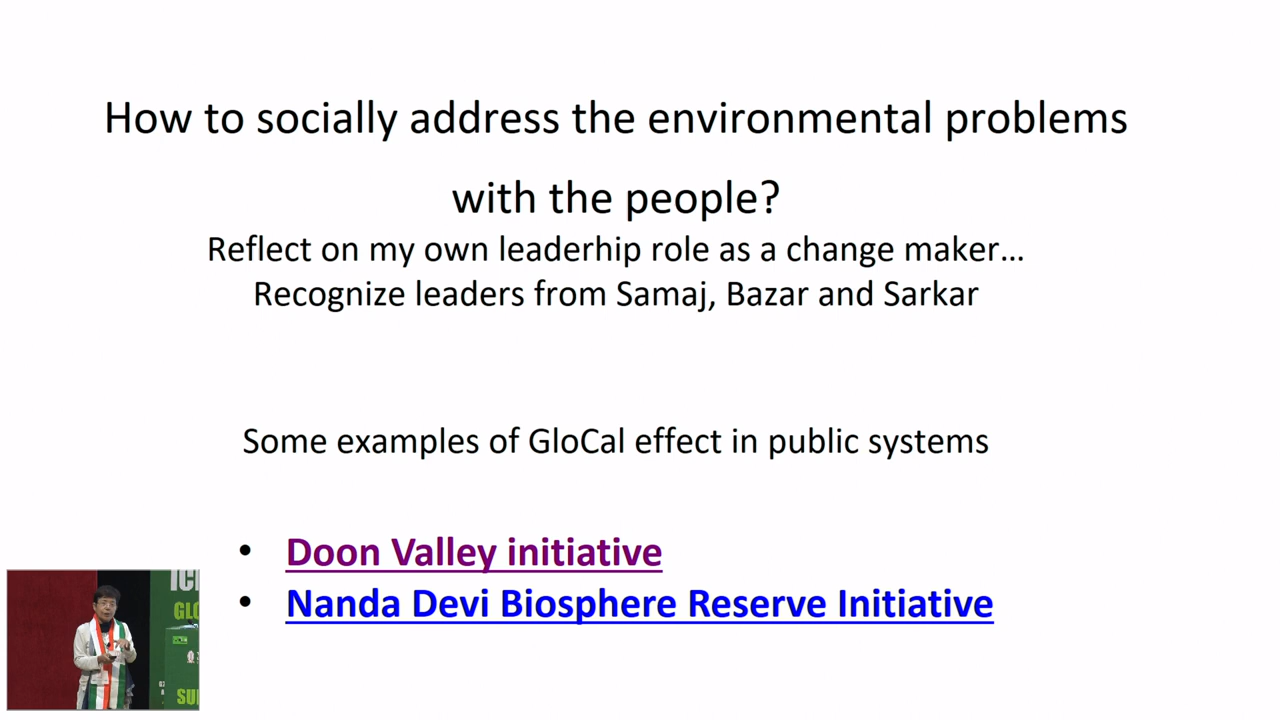 How to socially address the environmental problems
with the people?
Reflect on my own leaderhip role as a change maker…
Recognize leaders from Samaj, Bazar and Sarkar
Some examples of GloCal effect in public systems
• Doon Valley initiative
• Nanda Devi Biosphere Reserve Initiative